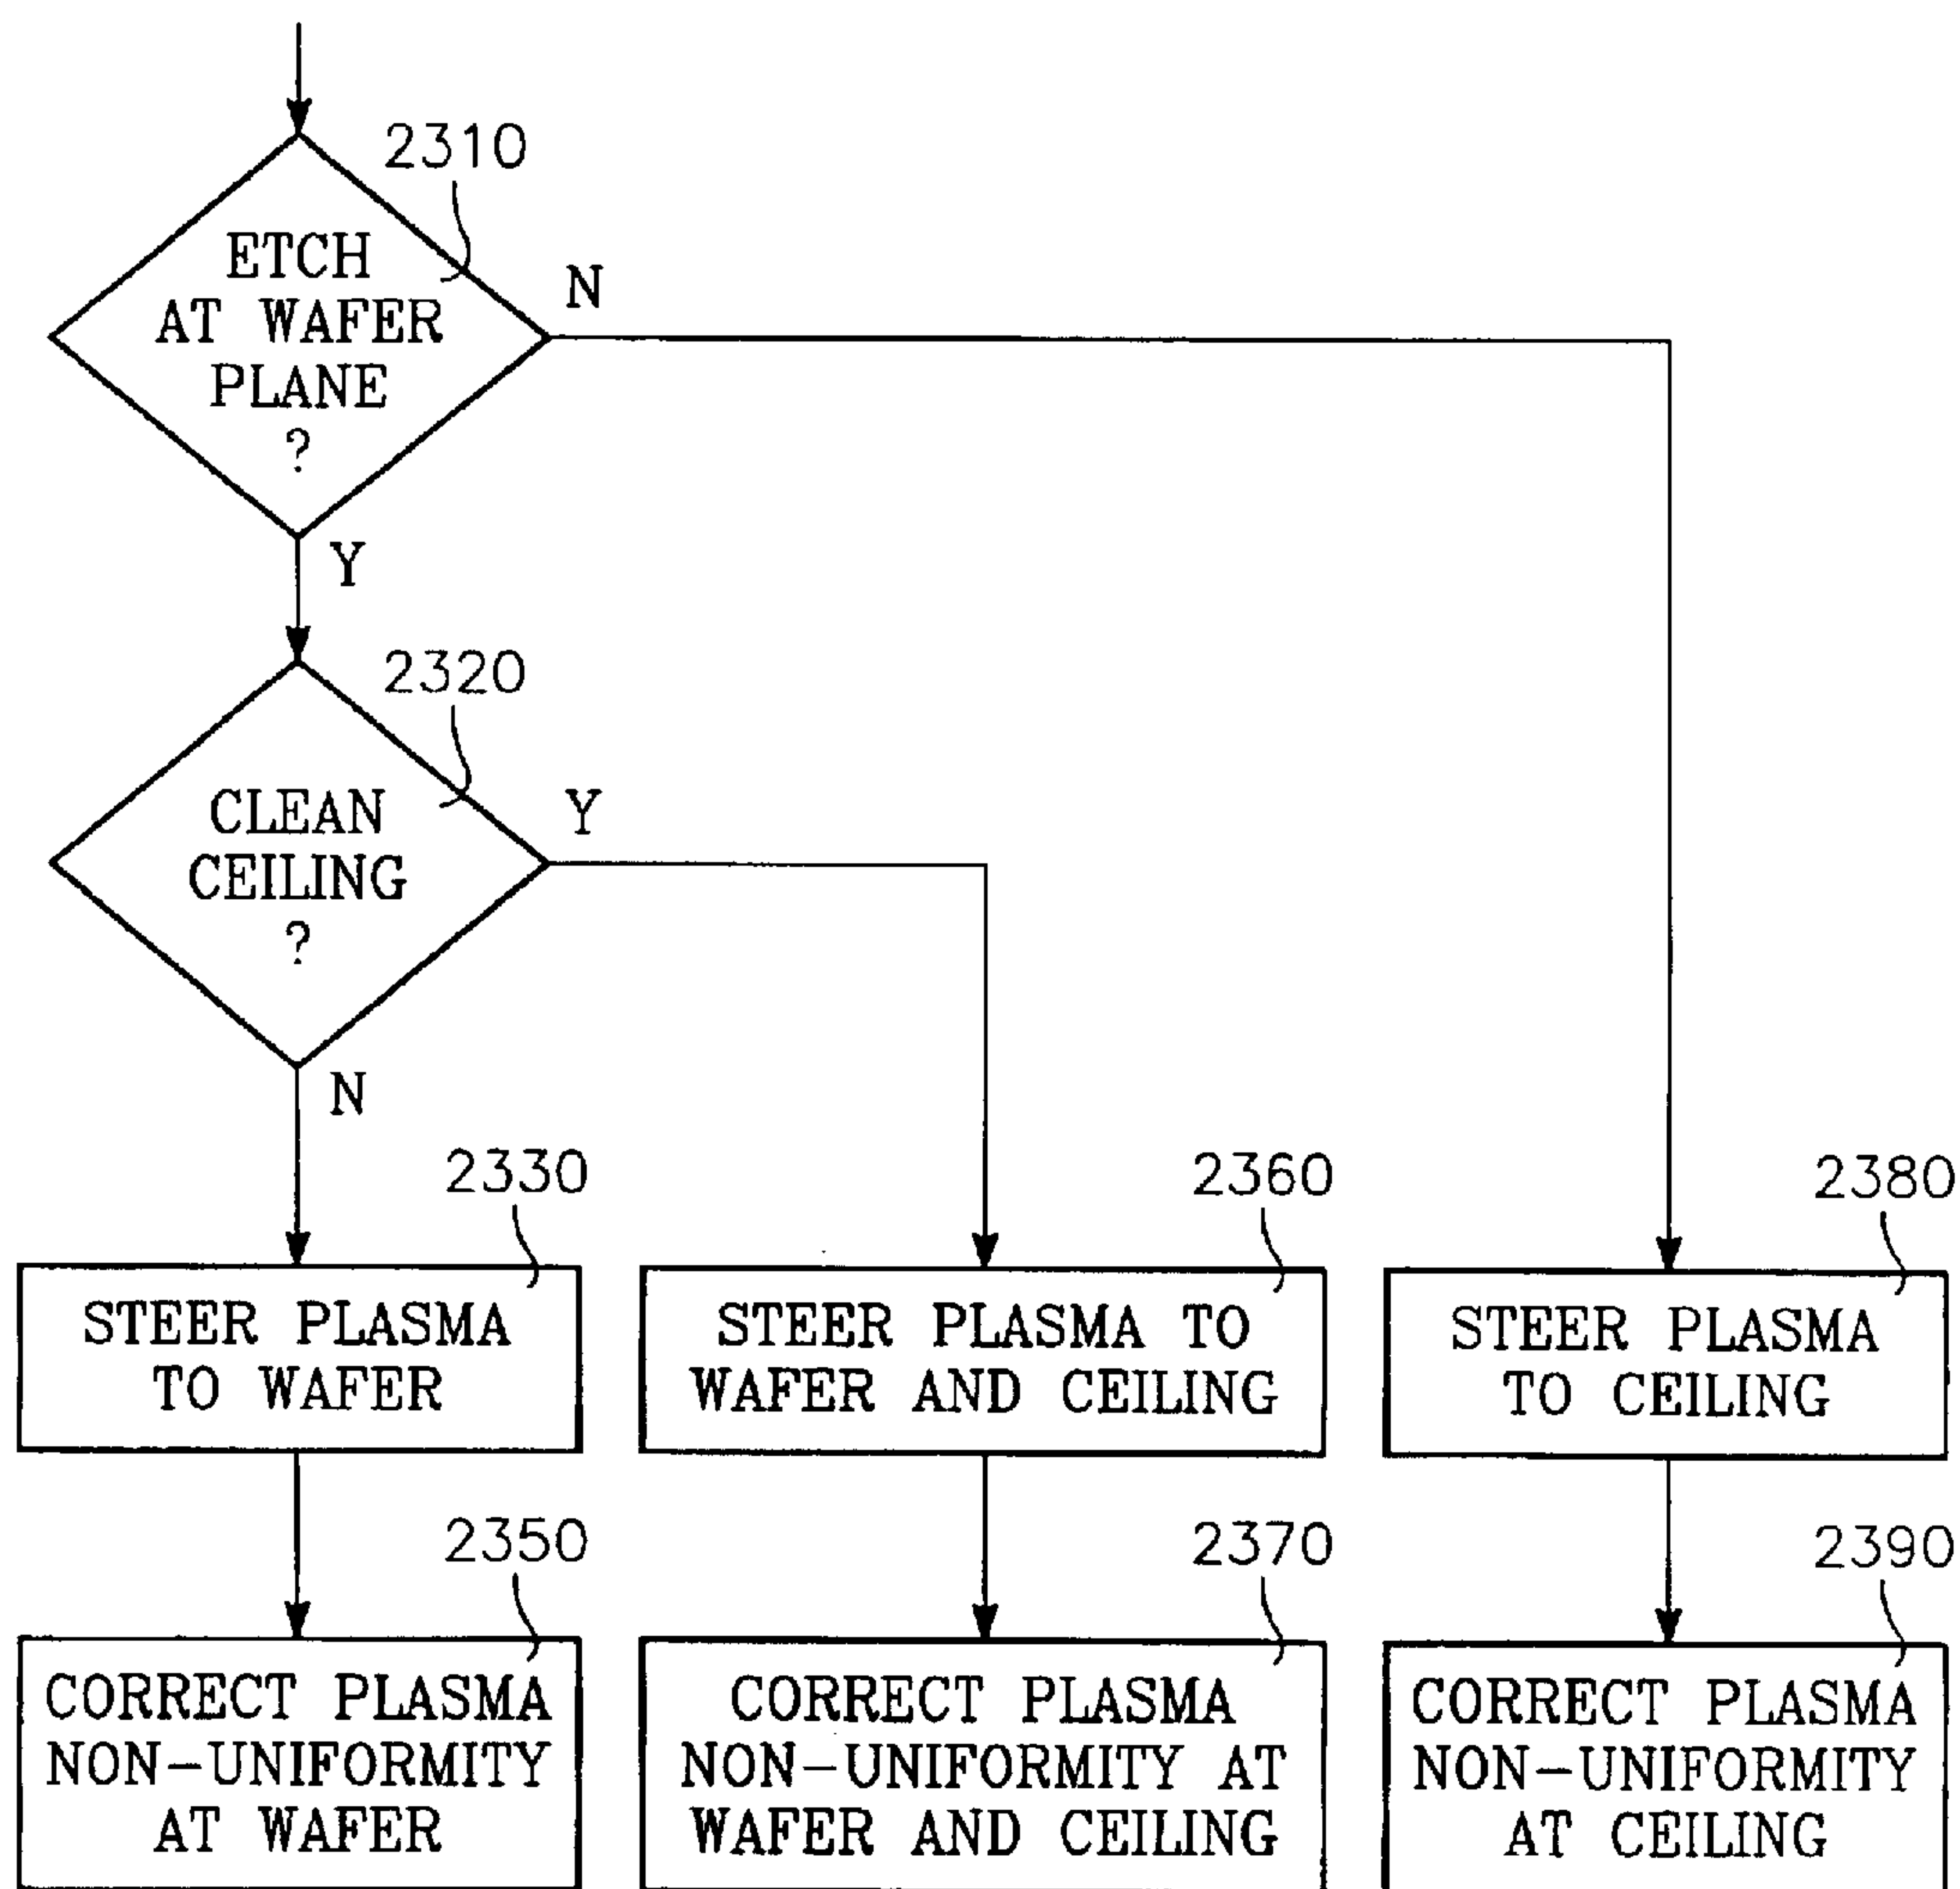 2310
ETCH
AT WAFER
PLANE
?
N
Y
2320
CLEAN
CEILING
?
Y
N
2330
STEER PLASMA
TO WAFER
2360
STEER PLASMA TO
WAFER AND CEILING
2380
STEER PLASMA
TO CEILING
2350
CORRECT PLASMA
NON-UNIFORMITY
AT WAFER
2370
CORRECT PLASMA
NON-UNIFORMITY AT
WAFER AND CEILING
2390
CORRECT PLASMA
NON-UNIFORMITY
AT CEILING